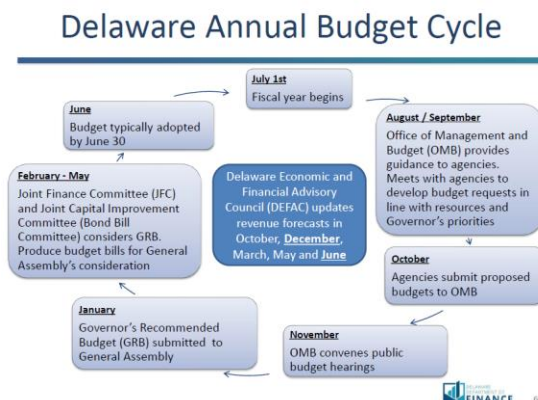 Delaware Annual Budget Cycle
July 1st
Fiscal year begins
August / September
Office of Management and
Budget (OMB) provides
guidance to agencies.
Meets with agencies to
develop budget requests in
line with resources and
Governor's priorities
October
Agencies submit proposed
budgets to OMB
November
OMB convenes public
budget hearings
January
Governor's Recommended
Budget (GRB) submitted to
General Assembly
February - May
Joint Finance Committee (JFC)
and Joint Capital Improvement
Committee (Bond Bill
Committee) considers GRB.
Produce budget bills for General
Assembly's consideration
June
Budget typically adopted
by June 30
Delaware Economic and
Financial Advisory
Council (DEFAC) updates
revenue forecasts in
October, December,
March, May and June
DELAWARE
DEPARTMENT OF
FINANCE
6